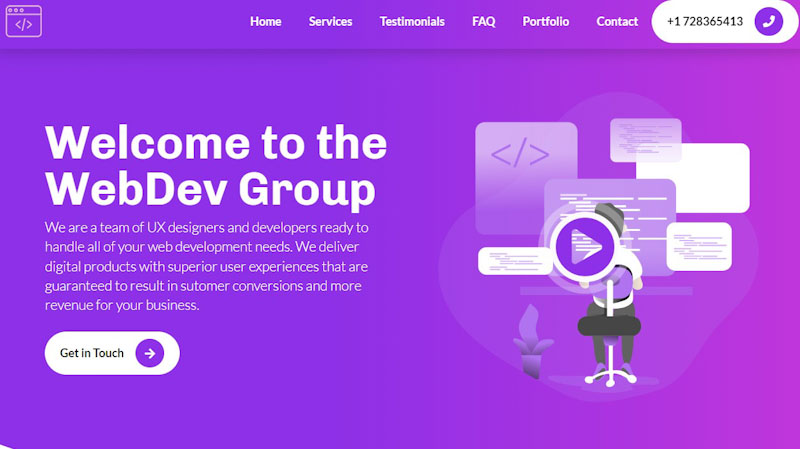 Home Services Testimonials FAQ Portfolio Contact +1 728365413
Welcome to the
WebDev Group
We are a team of UX designers and developers ready to
handle all of your web development needs. We deliver
digital products with superior user experiences that are
guaranteed to result in sutomer conversions and more
revenue for your business.
Get in Touch